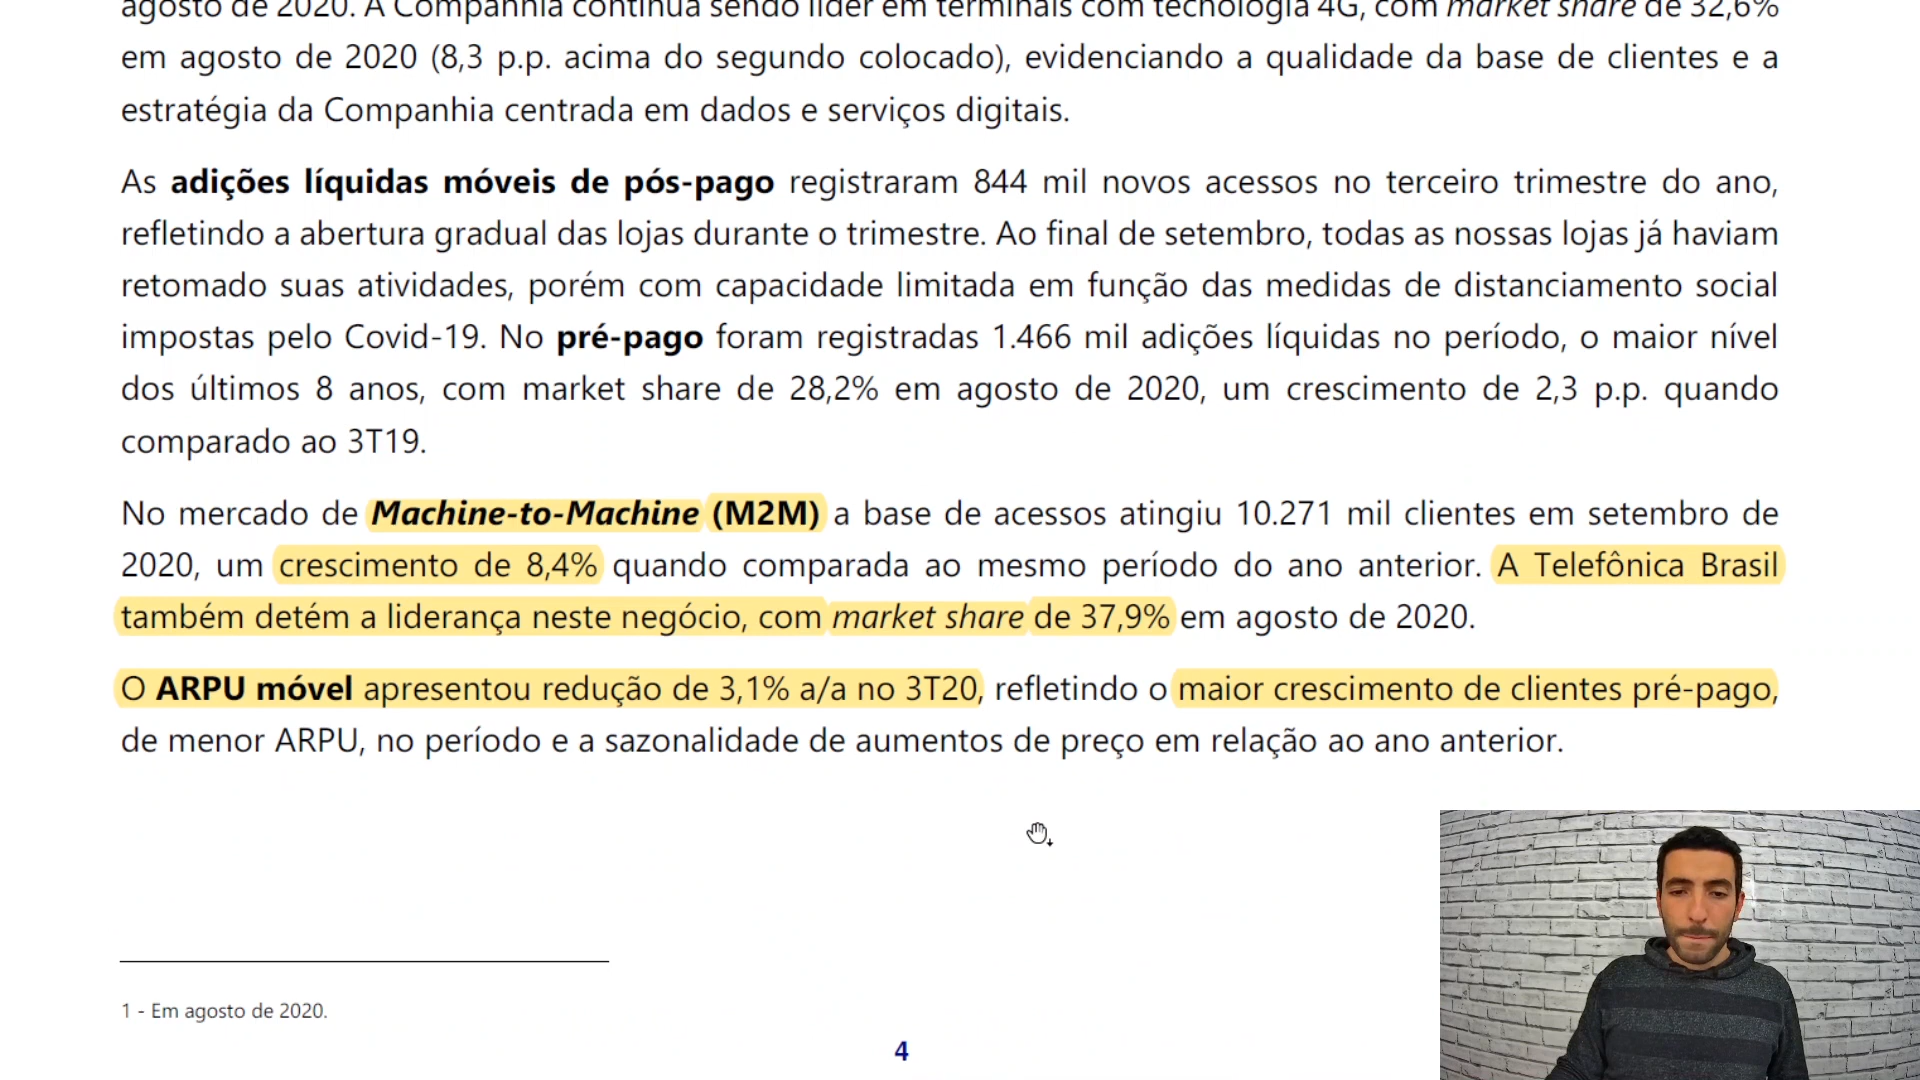 agosto de 2020. A Companhia continua sendo líder em terminais com tecnologia 4G, com market share de 32,6%
em agosto de 2020 (8,3 p.p. acima do segundo colocado), evidenciando a qualidade da base de clientes e a
estratégia da Companhia centrada em dados e serviços digitais.
As adições líquidas móveis de pós-pago registraram 844 mil novos acessos no terceiro trimestre do ano,
refletindo a abertura gradual das lojas durante o trimestre. Ao final de setembro, todas as nossas lojas já haviam
retomado suas atividades, porém com capacidade limitada em função das medidas de distanciamento social
impostas pelo Covid-19. No pré-pago foram registradas 1.466 mil adições líquidas no período, o maior nível
dos últimos 8 anos, com market share de 28,2% em agosto de 2020, um crescimento de 2,3 p.p. quando
comparado ao 3T19.
No mercado de Machine-to-Machine (M2M) a base de acessos atingiu 10.271 mil clientes em setembro de
2020, um crescimento de 8,4% quando comparada ao mesmo período do ano anterior. A Telefônica Brasil
também detém a liderança neste negócio, com market share de 37,9% em agosto de 2020.
O ARPU móvel apresentou redução de 3,1% a/a no 3T20, refletindo o maior crescimento de clientes pré-pago,
de menor ARPU, no período e a sazonalidade de aumentos de preço em relação ao ano anterior.
1 - Em agosto de 2020.
4